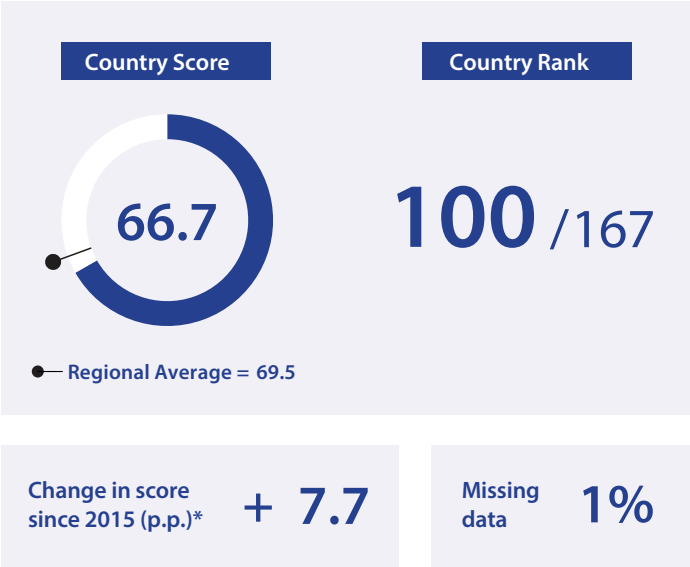 Country Score
Country Rank
66.7
100 /167
Regional Average = 69.5
Change in score
since 2015 (p.p.)*
+ 7.7
Missing
data
1%